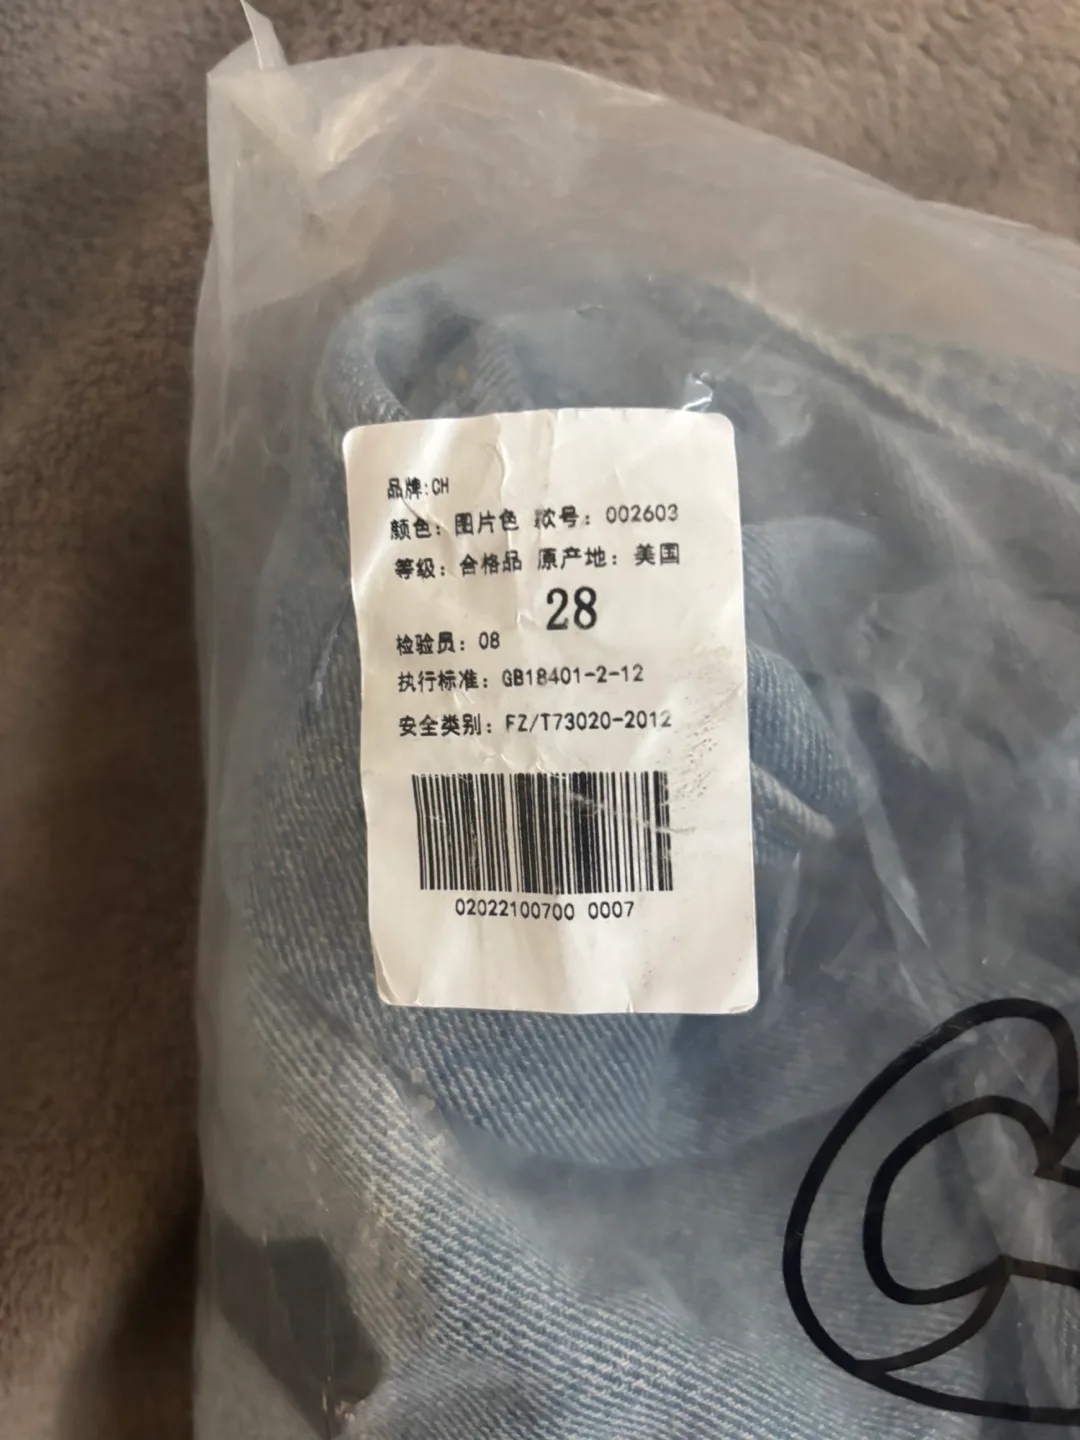 品牌:CH
颜色: 图片色 款号: 002603
等级: 合格品 原产地: 美国
28
检验员: 08
执行标准: GB18401-2-12
安全类别: FZ/T73020-2012
02022100700 0007